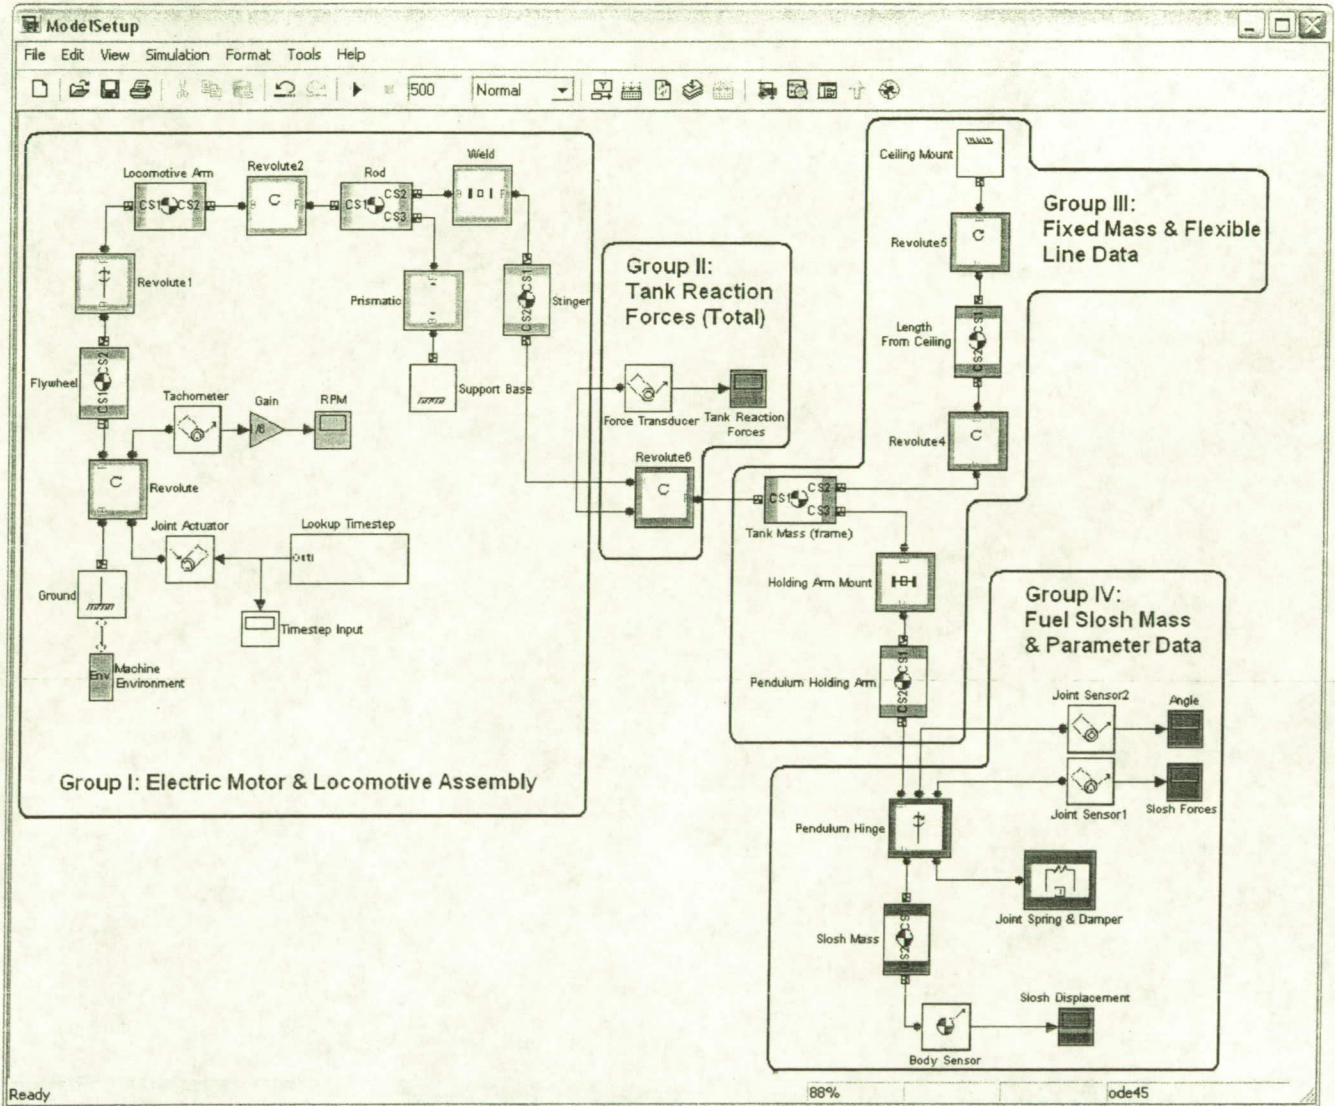 ModelSetup
File Edit View Simulation Format Tools Help
500 Normal
Locomotive Arm
Revolute2
Rod
Weld
CS1 CS2
B F
CS1 CS2
CS3
B F
Revolute1
Prismatic
CS1
CS2
Stinger
Flywheel
CS2
CS1
Support Base
Tachometer
Gain
RPM
/6
Revolute
Joint Actuator
Lookup Timestep
Ground
Timestep Input
Env
Machine
Environment
Group I: Electric Motor & Locomotive Assembly
Group II:
Tank Reaction
Forces (Total)
Force Transducer
Tank Reaction
Forces
Revolute6
Ceiling Mount
Group III:
Fixed Mass & Flexible
Line Data
Revolute5
Length
From Ceiling
CS1
CS2
Revolute4
CS1 CS2
CS3
Tank Mass (frame)
Holding Arm Mount
Pendulum Holding Arm
CS1
CS2
Group IV:
Fuel Slosh Mass
& Parameter Data
Joint Sensor2
Angle
Joint Sensor1
Slosh Forces
Pendulum Hinge
Joint Spring & Damper
Slosh Mass
CS1
CS2
Slosh Displacement
Body Sensor
Ready 88% ode45